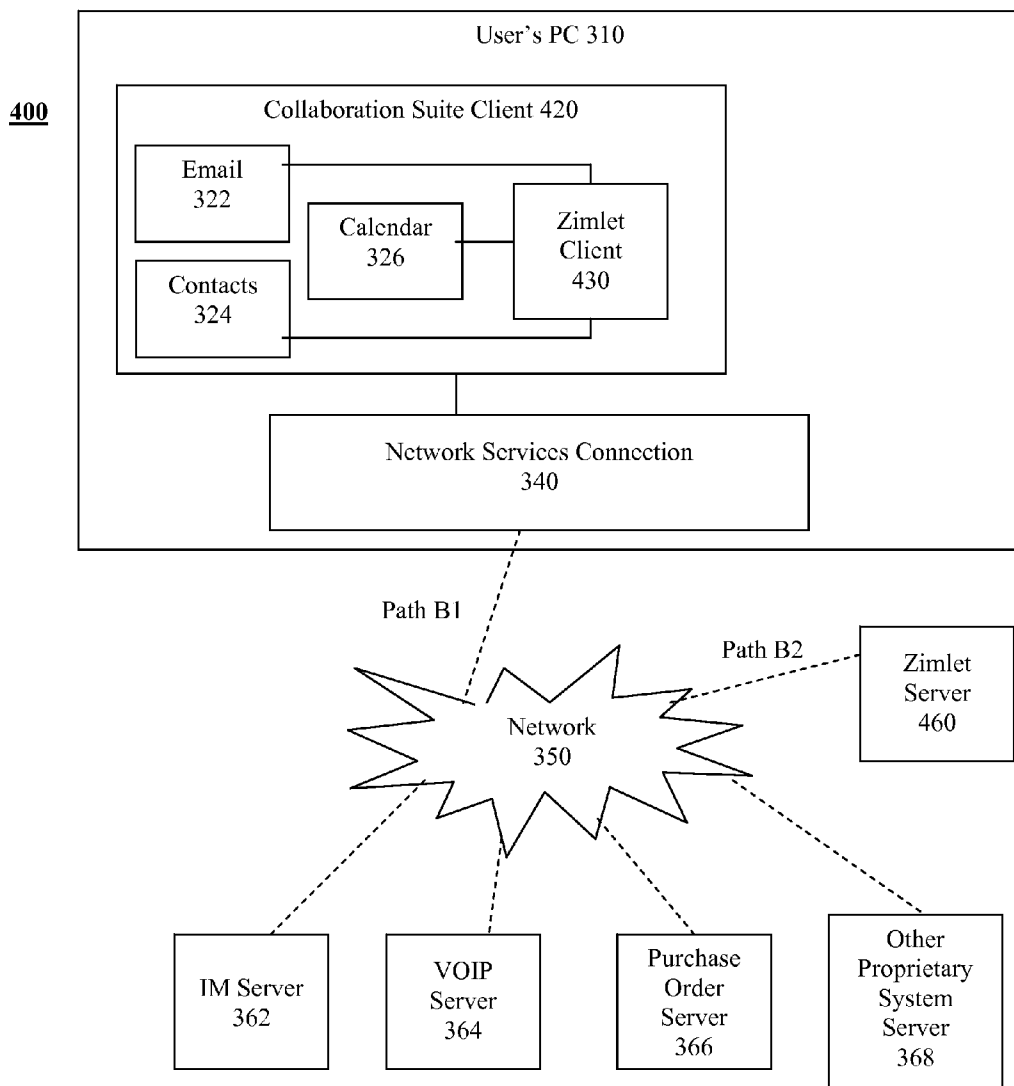 User's PC 310
400
Collaboration Suite Client 420
Email
322
Calendar
326
Zimlet
Client
430
Contacts
324
Network Services Connection
340
Path B1
Path B2
Zimlet
Server
460
Network
350
IM Server
362
VOIP
Server
364
Purchase
Order
Server
366
Other
Proprietary
System
Server
368